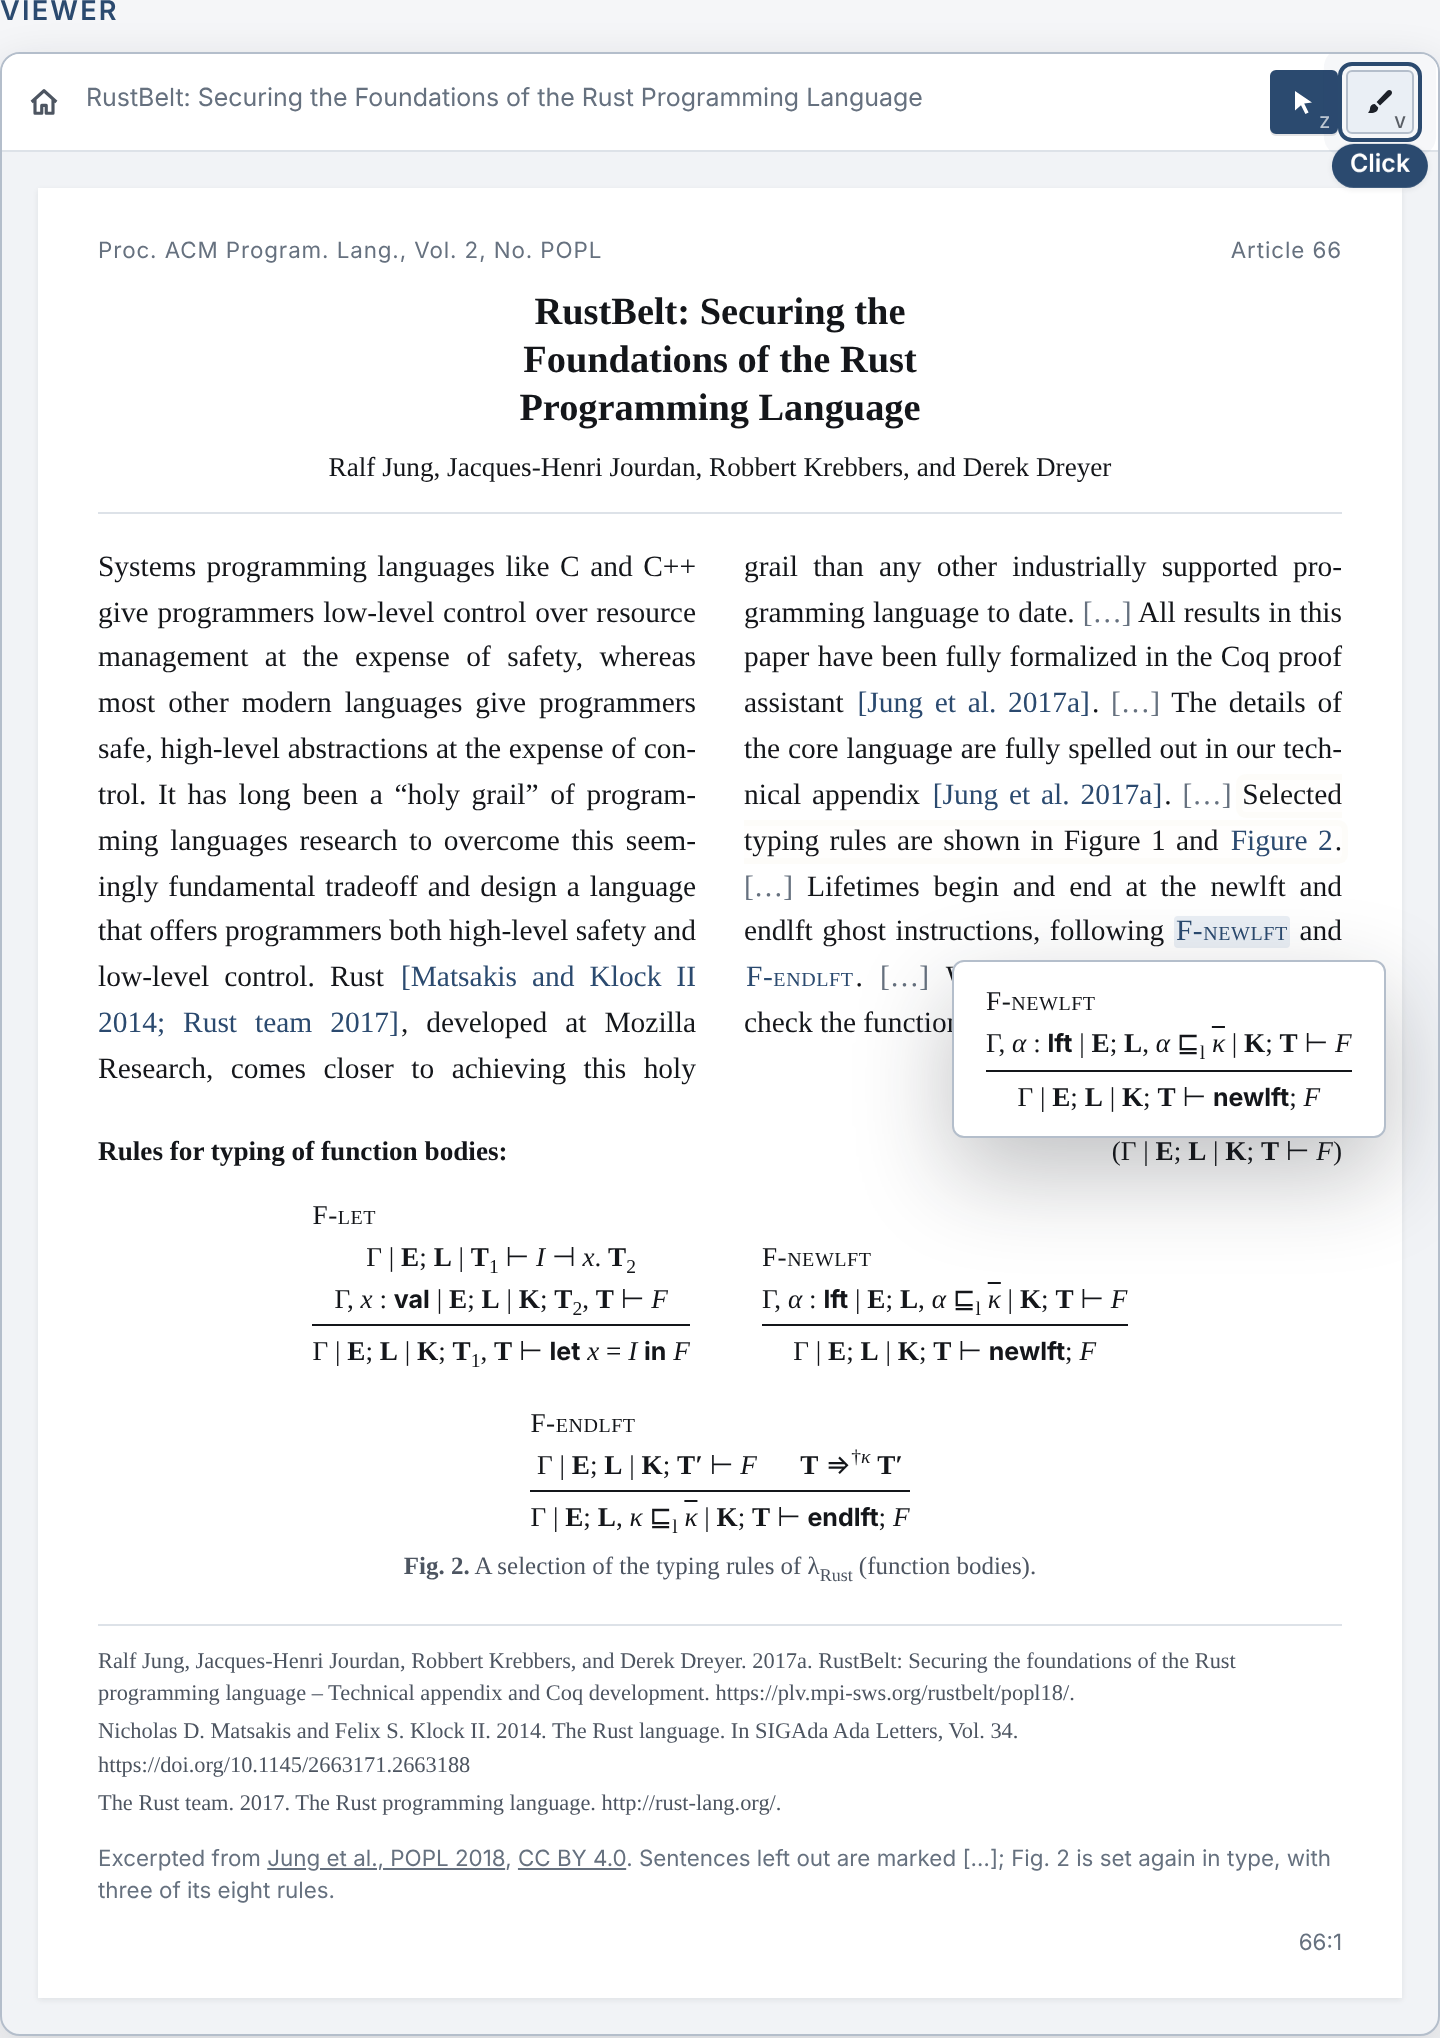 VIEWER
RustBelt: Securing the Foundations of the Rust Programming Language
Z
V
Click
Proc. ACM Program. Lang., Vol. 2, No. POPL
Article 66
RustBelt: Securing the
Foundations of the Rust
Programming Language
Ralf Jung, Jacques-Henri Jourdan, Robbert Krebbers, and Derek Dreyer
Systems programming languages like C and C++
give programmers low-level control over resource
management at the expense of safety, whereas
most other modern languages give programmers
safe, high-level abstractions at the expense of con-
trol. It has long been a “holy grail” of program-
ming languages research to overcome this seem-
ingly fundamental tradeoff and design a language
that offers programmers both high-level safety and
low-level control. Rust [Matsakis and Klock II
2014; Rust team 2017], developed at Mozilla
Research, comes closer to achieving this holy
grail than any other industrially supported pro-
gramming language to date. […] All results in this
paper have been fully formalized in the Coq proof
assistant [Jung et al. 2017a]. […] The details of
the core language are fully spelled out in our tech-
nical appendix [Jung et al. 2017a]. […] Selected
typing rules are shown in Figure 1 and Figure 2.
[…] Lifetimes begin and end at the newlft and
endlft ghost instructions, following F-NEWLFT and
F-ENDLFT. […]
check the
F-NEWLFT
Γ, α : lft | E; L, α ⊑ₗ κ̅ | K; T ⊢ F
Γ | E; L | K; T ⊢ newlft; F
Rules for typing of function bodies:
(Γ | E; L | K; T ⊢ F)
F-LET
Γ | E; L | T₁ ⊢ I ⊣ x. T₂
Γ, x : val | E; L | K; T₂, T ⊢ F
Γ | E; L | K; T₁, T ⊢ let x = I in F
F-NEWLFT
Γ, α : lft | E; L, α ⊑ₗ κ̅ | K; T ⊢ F
Γ | E; L | K; T ⊢ newlft; F
F-ENDLFT
Γ | E; L | K; T′ ⊢ F T ⇒†κ T′
Γ | E; L, κ ⊑ₗ κ̅ | K; T ⊢ endlft; F
Fig. 2. A selection of the typing rules of λRust (function bodies).
Ralf Jung, Jacques-Henri Jourdan, Robbert Krebbers, and Derek Dreyer. 2017a. RustBelt: Securing the foundations of the Rust
programming language – Technical appendix and Coq development. https://plv.mpi-sws.org/rustbelt/popl18/.
Nicholas D. Matsakis and Felix S. Klock II. 2014. The Rust language. In SIGAda Ada Letters, Vol. 34.
https://doi.org/10.1145/2663171.2663188
The Rust team. 2017. The Rust programming language. http://rust-lang.org/.
Excerpted from Jung et al., POPL 2018, CC BY 4.0. Sentences left out are marked […]; Fig. 2 is set again in type, with
three of its eight rules.
66:1